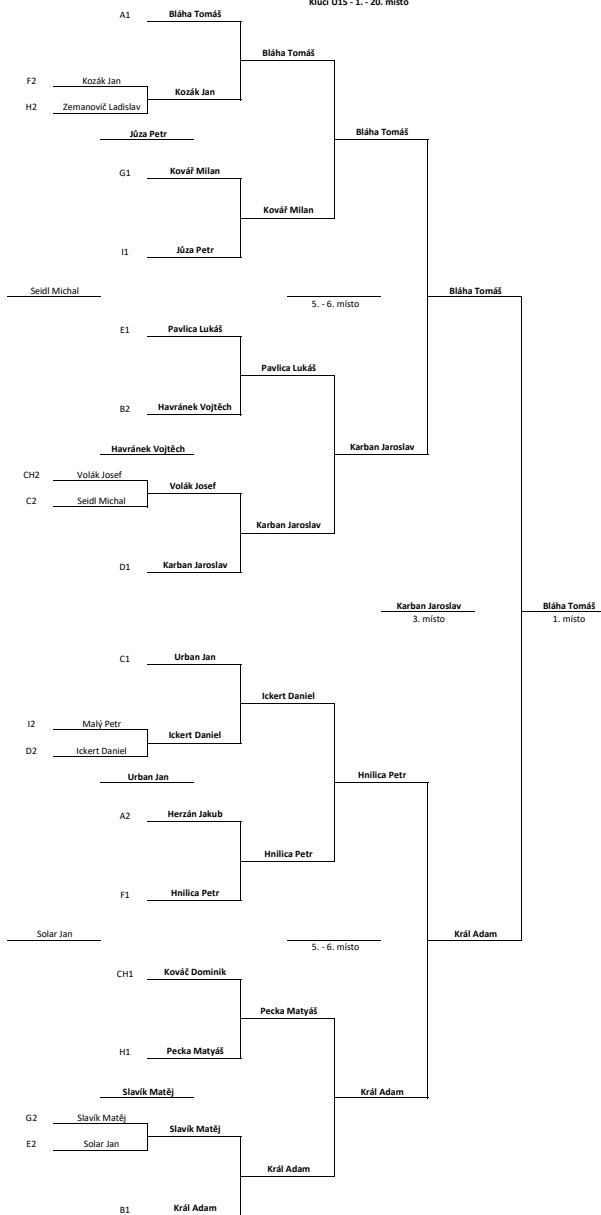 Kluci U15 - 1. - 20. místo
A1 Bláha Tomáš
Bláha Tomáš
F2 Kozák Jan
Kozák Jan
H2 Zemanovič Ladislav
Jůza Petr Bláha Tomáš
G1 Kovář Milan
Kovář Milan
I1 Jůza Petr
Seidl Michal Bláha Tomáš
5. - 6. místo
E1 Pavlica Lukáš
Pavlica Lukáš
B2 Havránek Vojtěch
Havránek Vojtěch Karban Jaroslav
CH2 Volák Josef
Volák Josef
C2 Seidl Michal
Karban Jaroslav
D1 Karban Jaroslav
Karban Jaroslav Bláha Tomáš
3. místo 1. místo
C1 Urban Jan
Ickert Daniel
I2 Malý Petr
Ickert Daniel
D2 Ickert Daniel
Urban Jan Hnilica Petr
A2 Herzán Jakub
Hnilica Petr
F1 Hnilica Petr
Solar Jan Král Adam
5. - 6. místo
CH1 Kováč Dominik
Pecka Matyáš
H1 Pecka Matyáš
Slavík Matěj Král Adam
G2 Slavík Matěj
Slavík Matěj
E2 Solar Jan
Král Adam
B1 Král Adam